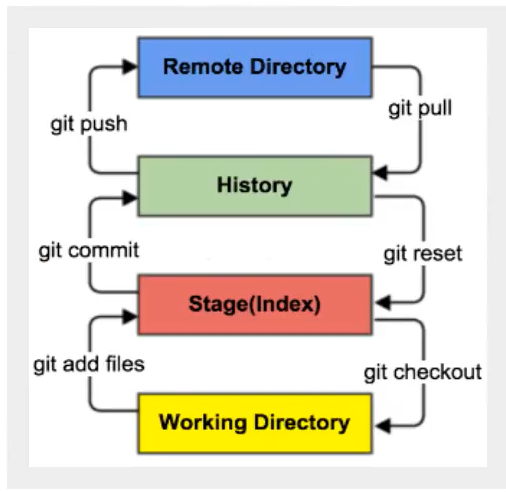 Remote Directory
git push
git pull
History
git commit
git reset
Stage(Index)
git add files
git checkout
Working Directory